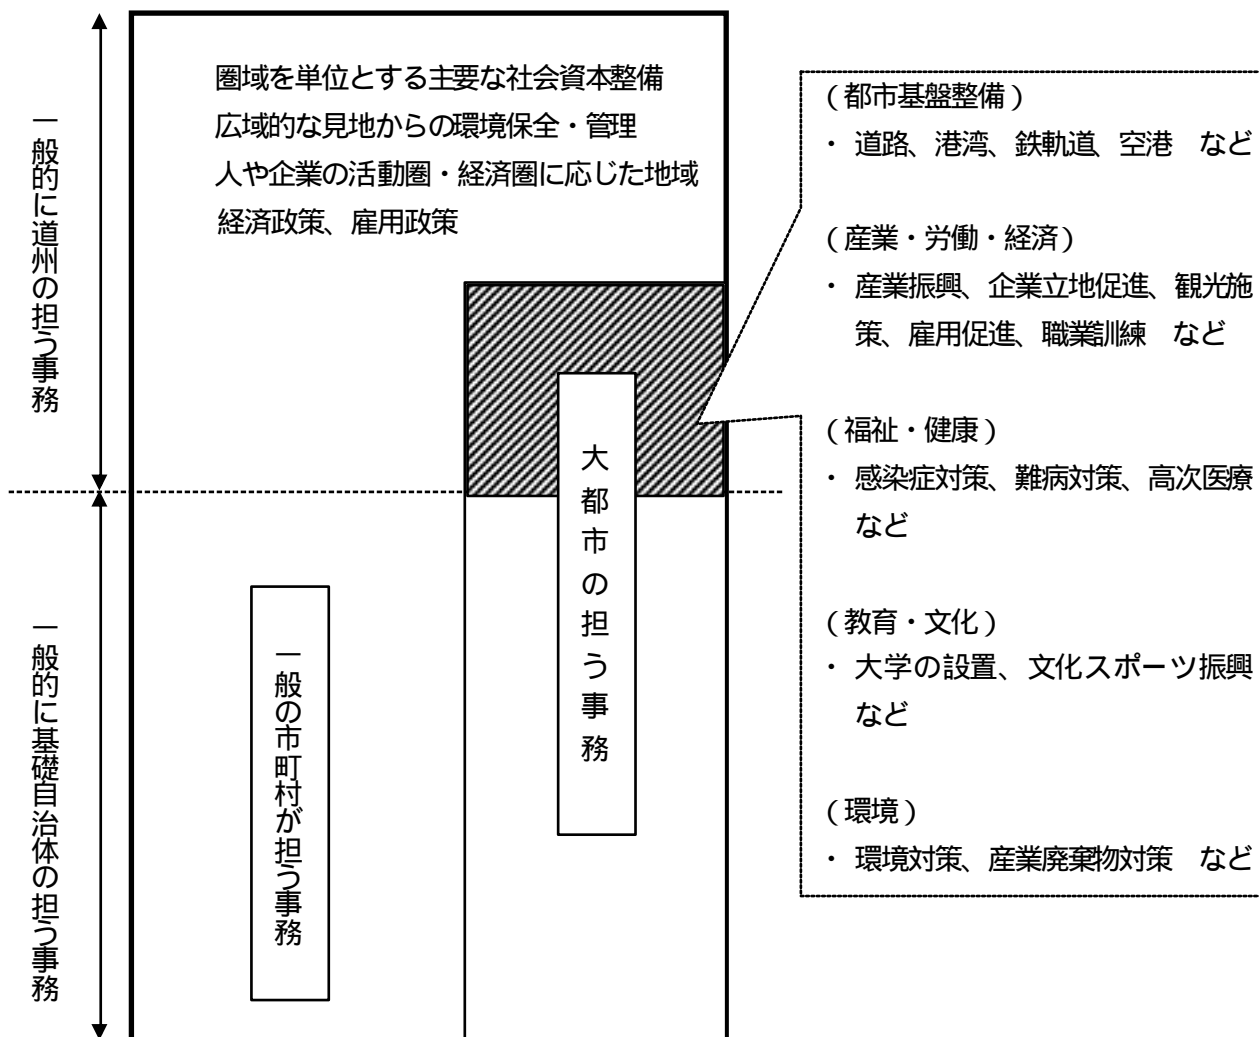 一般的に道州の担う事務
圏域を単位とする主要な社会資本整備
広域的な見地からの環境保全・管理
人や企業の活動圏・経済圏に応じた地域
経済政策、雇用政策
大都市の担う事務
一般的に基礎自治体の担う事務
一般の市町村が担う事務
(都市基盤整備)
・ 道路、港湾、鉄軌道、空港 など
(産業・労働・経済)
・ 産業振興、企業立地促進、観光施
策、雇用促進、職業訓練 など
(福祉・健康)
・ 感染症対策、難病対策、高次医療
など
(教育・文化)
・ 大学の設置、文化スポーツ振興
など
(環境)
・ 環境対策、産業廃棄物対策 など